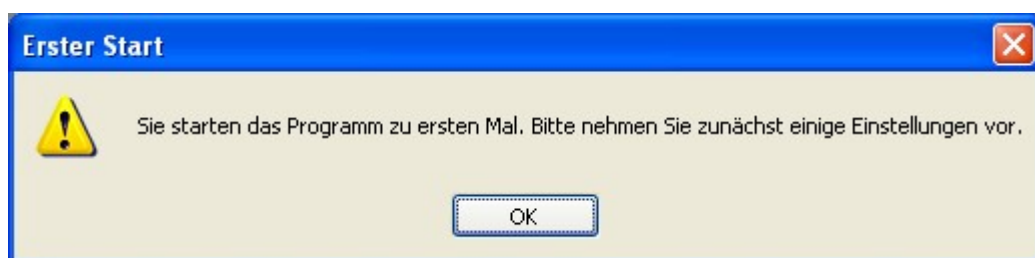 Erster Start
Sie starten das Programm zu ersten Mal. Bitte nehmen Sie zunächst einige Einstellungen vor.
OK